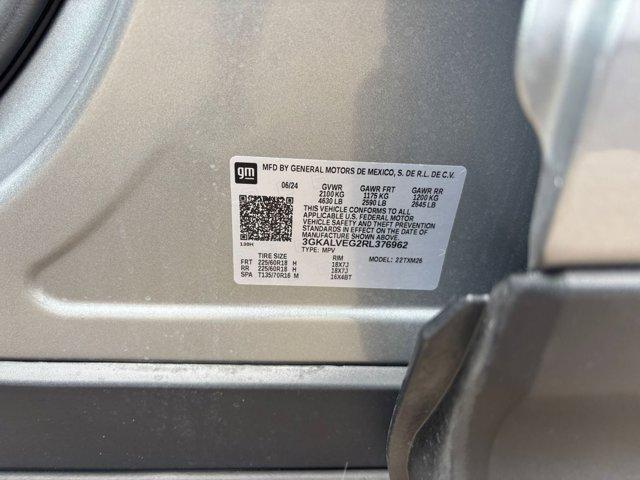 gm MFD BY GENERAL MOTORS DE MEXICO, S. DE R.L. DE C.V.
06/24 GVWR GAWR FRT GAWR RR
2100 KG 1175 KG 1200 KG
4630 LB 2590 LB 2645 LB
THIS VEHICLE CONFORMS TO ALL
APPLICABLE U.S. FEDERAL MOTOR
VEHICLE SAFETY AND THEFT PREVENTION
STANDARDS IN EFFECT ON THE DATE OF
MANUFACTURE SHOWN ABOVE.
130H 3GKALVEG2RL376962
TYPE: MPV
TIRE SIZE RIM MODEL: 22TXM26
FRT 225/60R18 H 18X7J
RR 225/60R18 H 18X7J
SPA T135/70R16 M 16X4BT